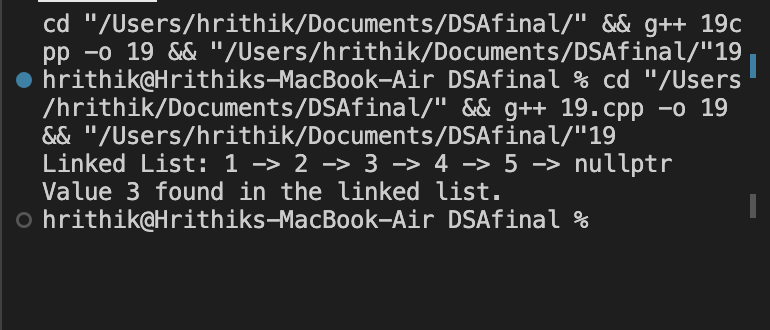 cd "/Users/hrithik/Documents/DSAfinal/" && g++ 19c
pp -o 19 && "/Users/hrithik/Documents/DSAfinal/"19
hrithik@Hrithiks-MacBook-Air DSAfinal % cd "/Users
/hrithik/Documents/DSAfinal/" && g++ 19.cpp -o 19 
&& "/Users/hrithik/Documents/DSAfinal/"19
Linked List: 1 -> 2 -> 3 -> 4 -> 5 -> nullptr
Value 3 found in the linked list.
hrithik@Hrithiks-MacBook-Air DSAfinal %